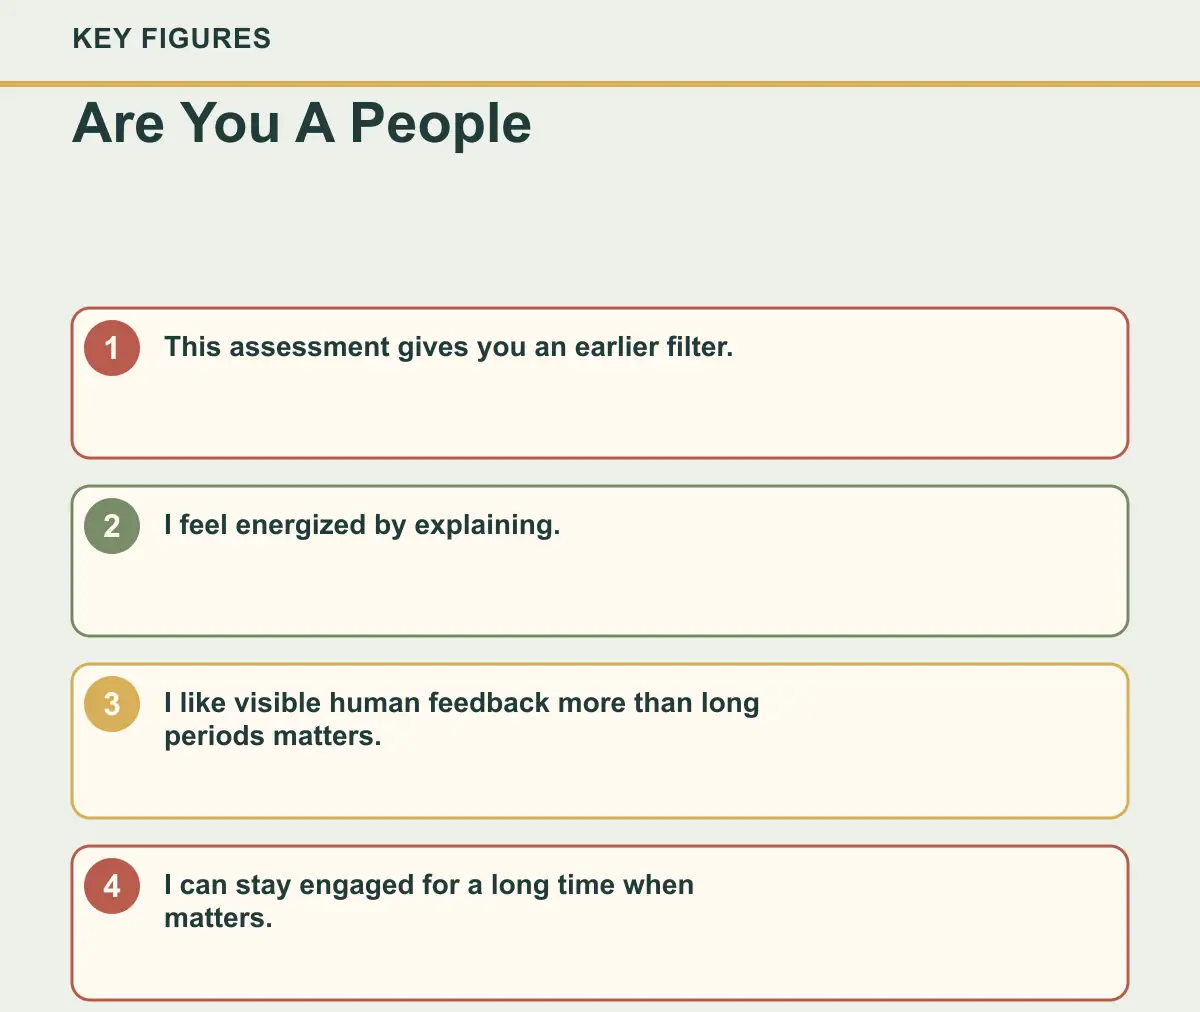 KEY FIGURES
Are You A People
1
This assessment gives you an earlier filter.
2
I feel energized by explaining.
3
I like visible human feedback more than long
periods matters.
4
I can stay engaged for a long time when
matters.